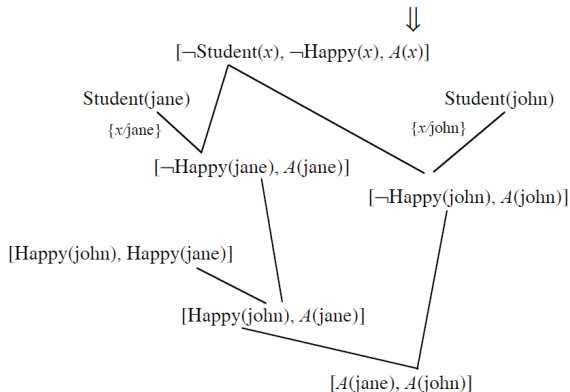 ⇓
[¬Student(x), ¬Happy(x), A(x)]
Student(jane) Student(john)
{x/jane} {x/john}
[¬Happy(jane), A(jane)]
[¬Happy(john), A(john)]
[Happy(john), Happy(jane)]
[Happy(john), A(jane)]
[A(jane), A(john)]